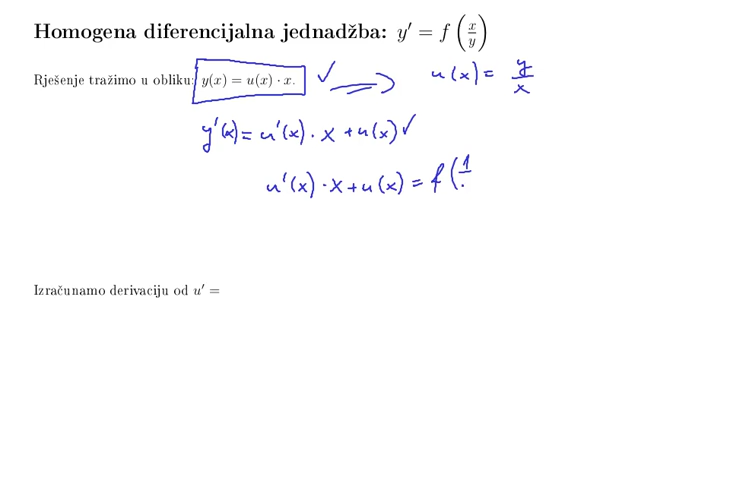 Homogena diferencijalna jednadžba: y′ = f(x/y)
Rješenje tražimo u obliku: y(x) = u(x) · x. ✓ ⟹ u(x) = y/x
y'(x) = u'(x) · x + u(x) ✓
u'(x) · x + u(x) = f(1/
Izračunamo derivaciju od u′ =